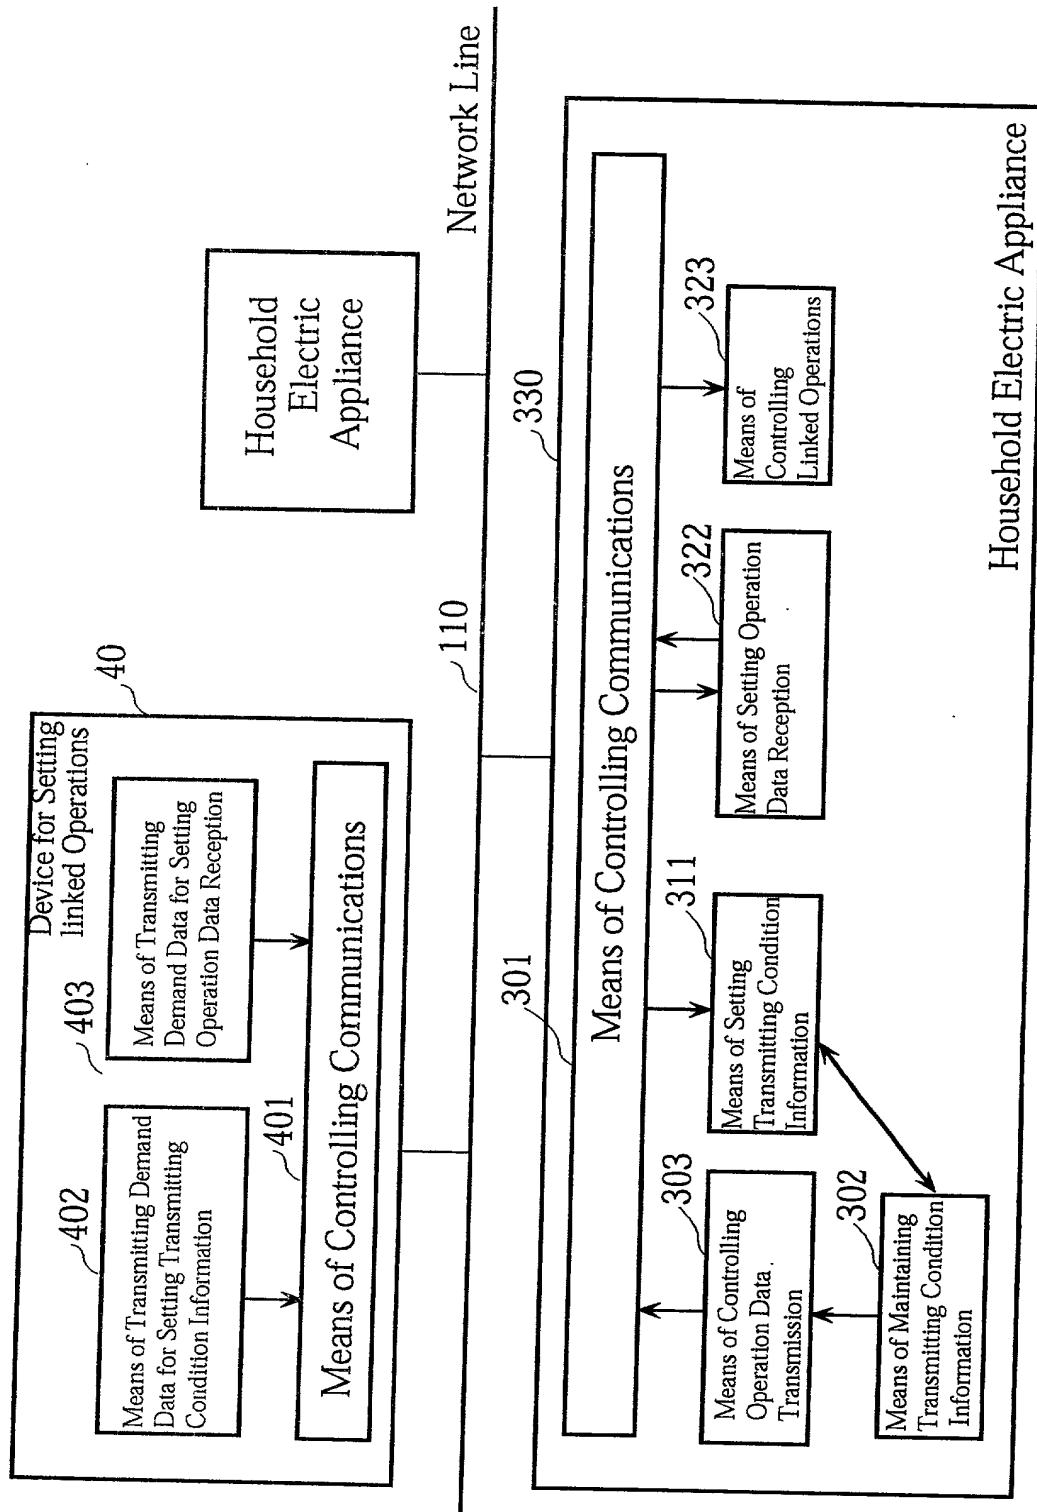 Device for Setting
linked Operations
40
402
Means of Transmitting Demand
Data for Setting Transmitting
Condition Information
403
Means of Transmitting
Demand Data for Setting
Operation Data Reception
401
Means of Controlling Communications
Household
Electric
Appliance
110
Network Line
330
301
Means of Controlling Communications
303
Means of Controlling
Operation Data
Transmission
302
Means of Maintaining
Transmitting Condition
Information
311
Means of Setting
Transmitting Condition
Information
322
Means of Setting Operation
Data Reception
323
Means of
Controlling
Linked Operations
Household Electric Appliance